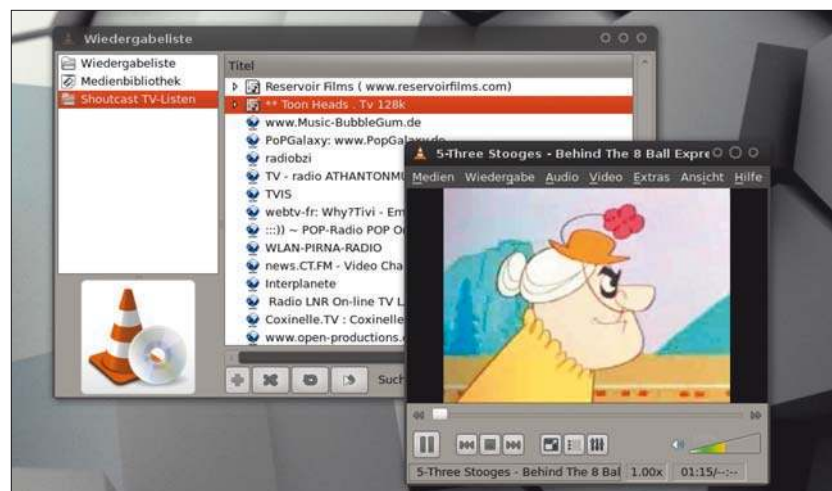 Wiedergabeliste
Wiedergabeliste
Medienbibliothek
Shoutcast TV-Listen
Titel
Reservoir Films ( www.reservoirfilms.com)
** Toon Heads . Tv 128k
www.Music-BubbleGum.de
PoPGalaxy: www.PopGalaxy.de
radiobzi
TV - radio ATHANTONMU
TVIS
webtv-fr: Why?Tivi - Em
:::)) ~ POP-Radio POP On
WLAN-PIRNA-RADIO
news.CT.FM - Video Cha
Interplanete
Radio LNR On-line TV L
Coxinelle.TV : Coxinelle
www.open-productions.
Such
5-Three Stooges - Behind The 8 Ball Expre
Medien Wiedergabe Audio Video Extras Ansicht Hilfe
5-Three Stooges - Behind The 8 Bal 1.00x 01:15/--:--